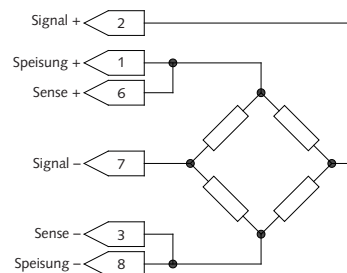 Signal + 2
Speisung + 1
Sense + 6
Signal – 7
Sense – 3
Speisung – 8